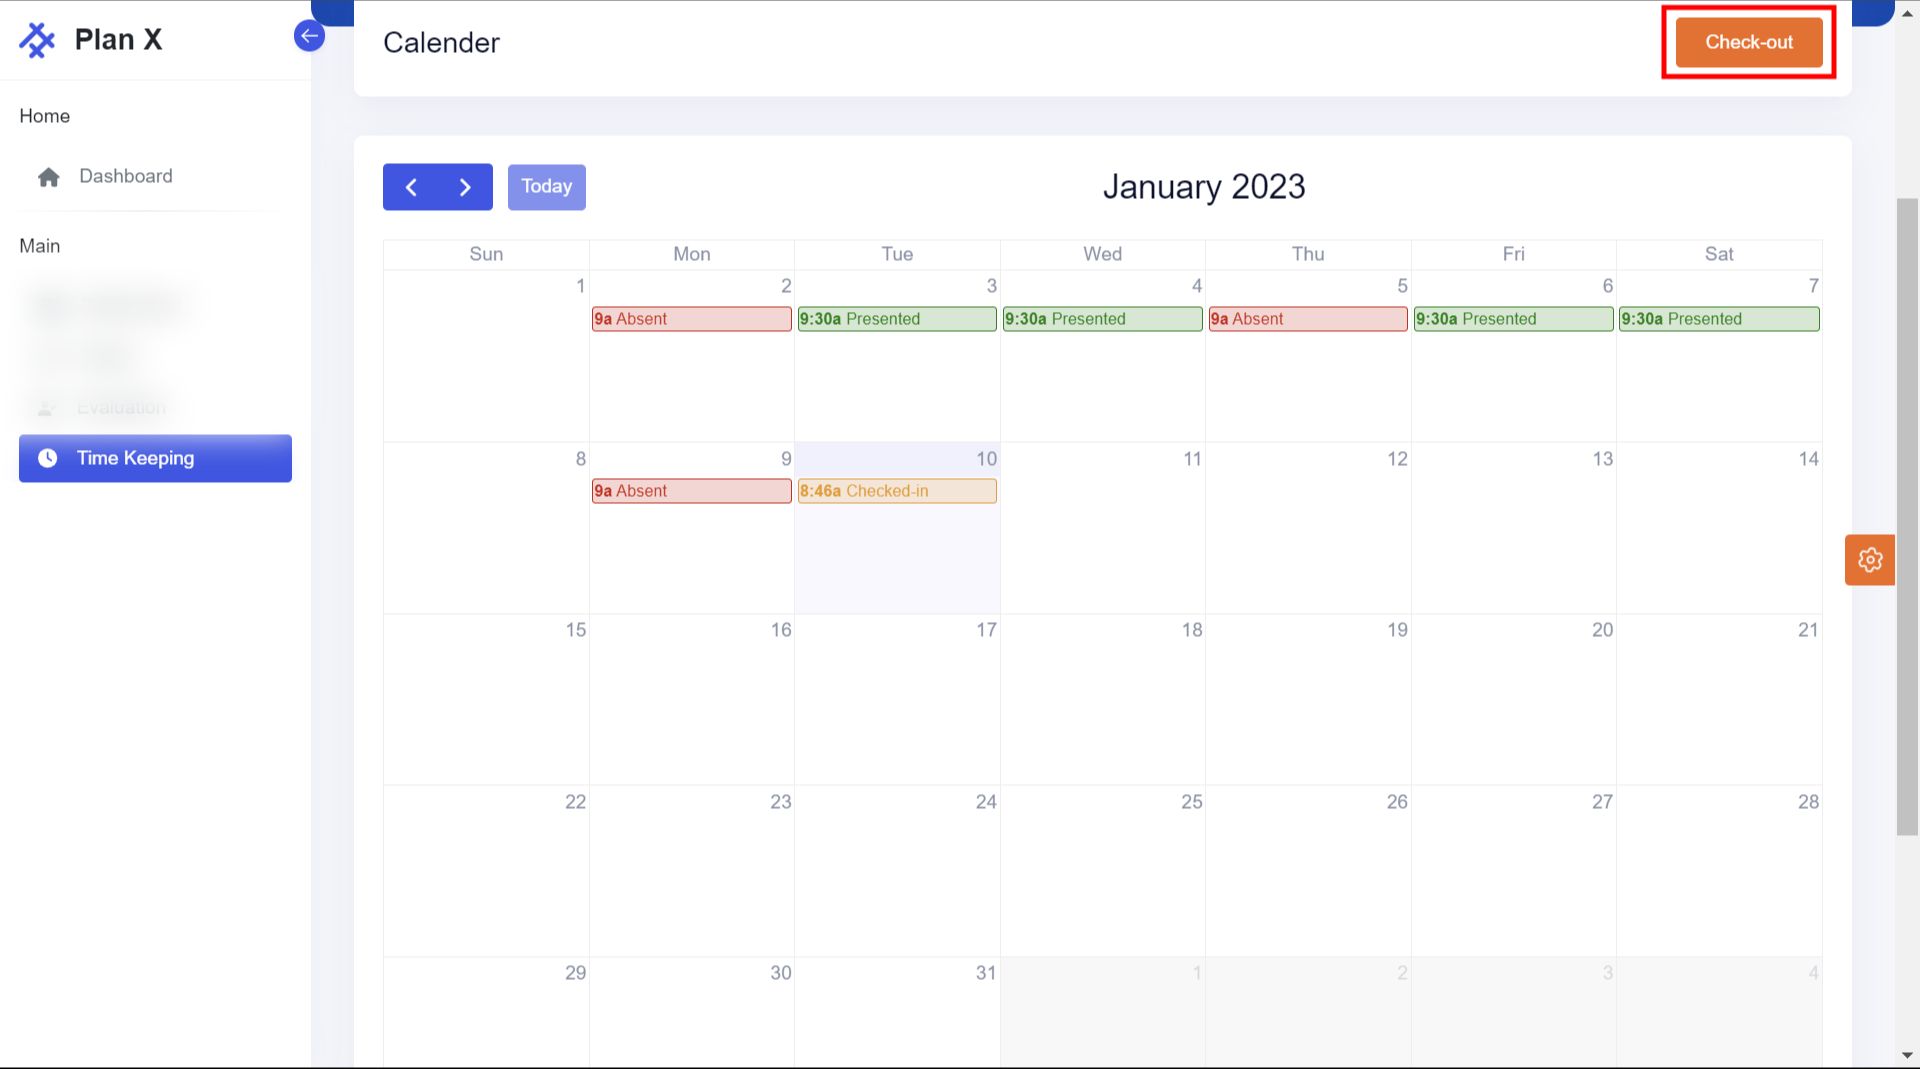 Plan X
Calender
Check-out
Home
Dashboard
Main
Evaluation
Time Keeping
Today
January 2023
Sun Mon Tue Wed Thu Fri Sat
1 2 3 4 5 6 7
9a Absent 9:30a Presented 9:30a Presented 9a Absent 9:30a Presented 9:30a Presented
8 9 10 11 12 13 14
9a Absent 8:46a Checked-in
15 16 17 18 19 20 21
22 23 24 25 26 27 28
29 30 31 1 2 3 4